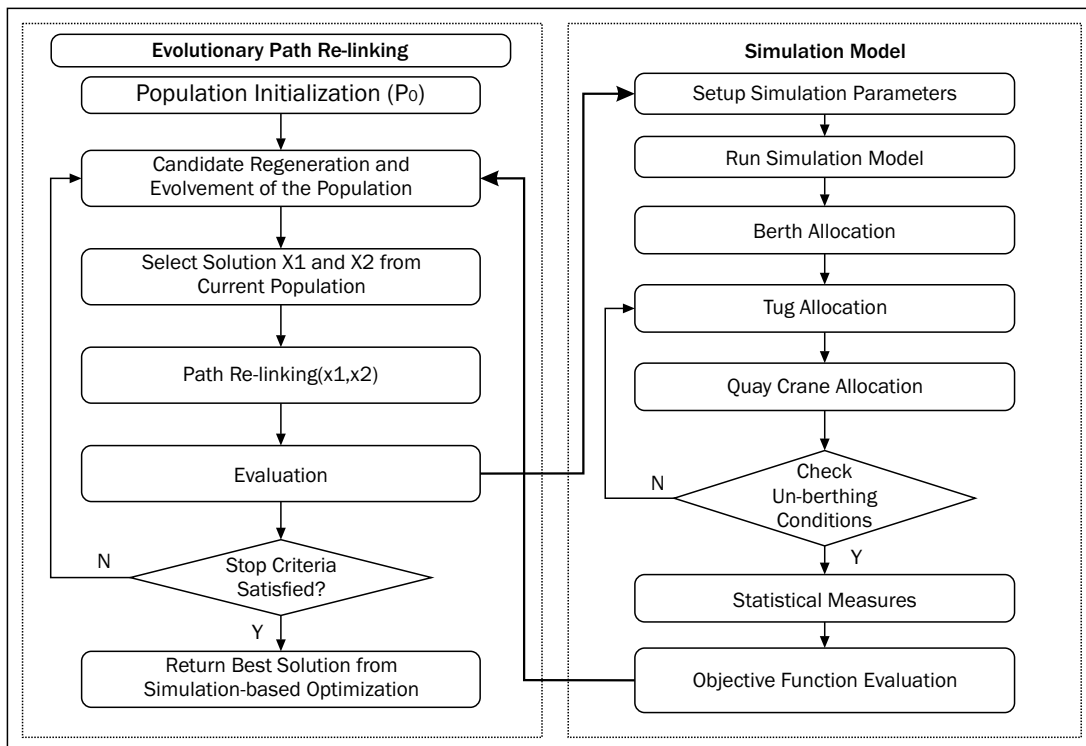 Evolutionary Path Re-linking
Population Initialization (P₀)
Candidate Regeneration and
Evolvement of the Population
Select Solution X1 and X2 from
Current Population
Path Re-linking(x1,x2)
Evaluation
N
Stop Criteria
Satisfied?
Y
Return Best Solution from
Simulation-based Optimization
Simulation Model
Setup Simulation Parameters
Run Simulation Model
Berth Allocation
Tug Allocation
Quay Crane Allocation
N
Check
Un-berthing
Conditions
Y
Statistical Measures
Objective Function Evaluation